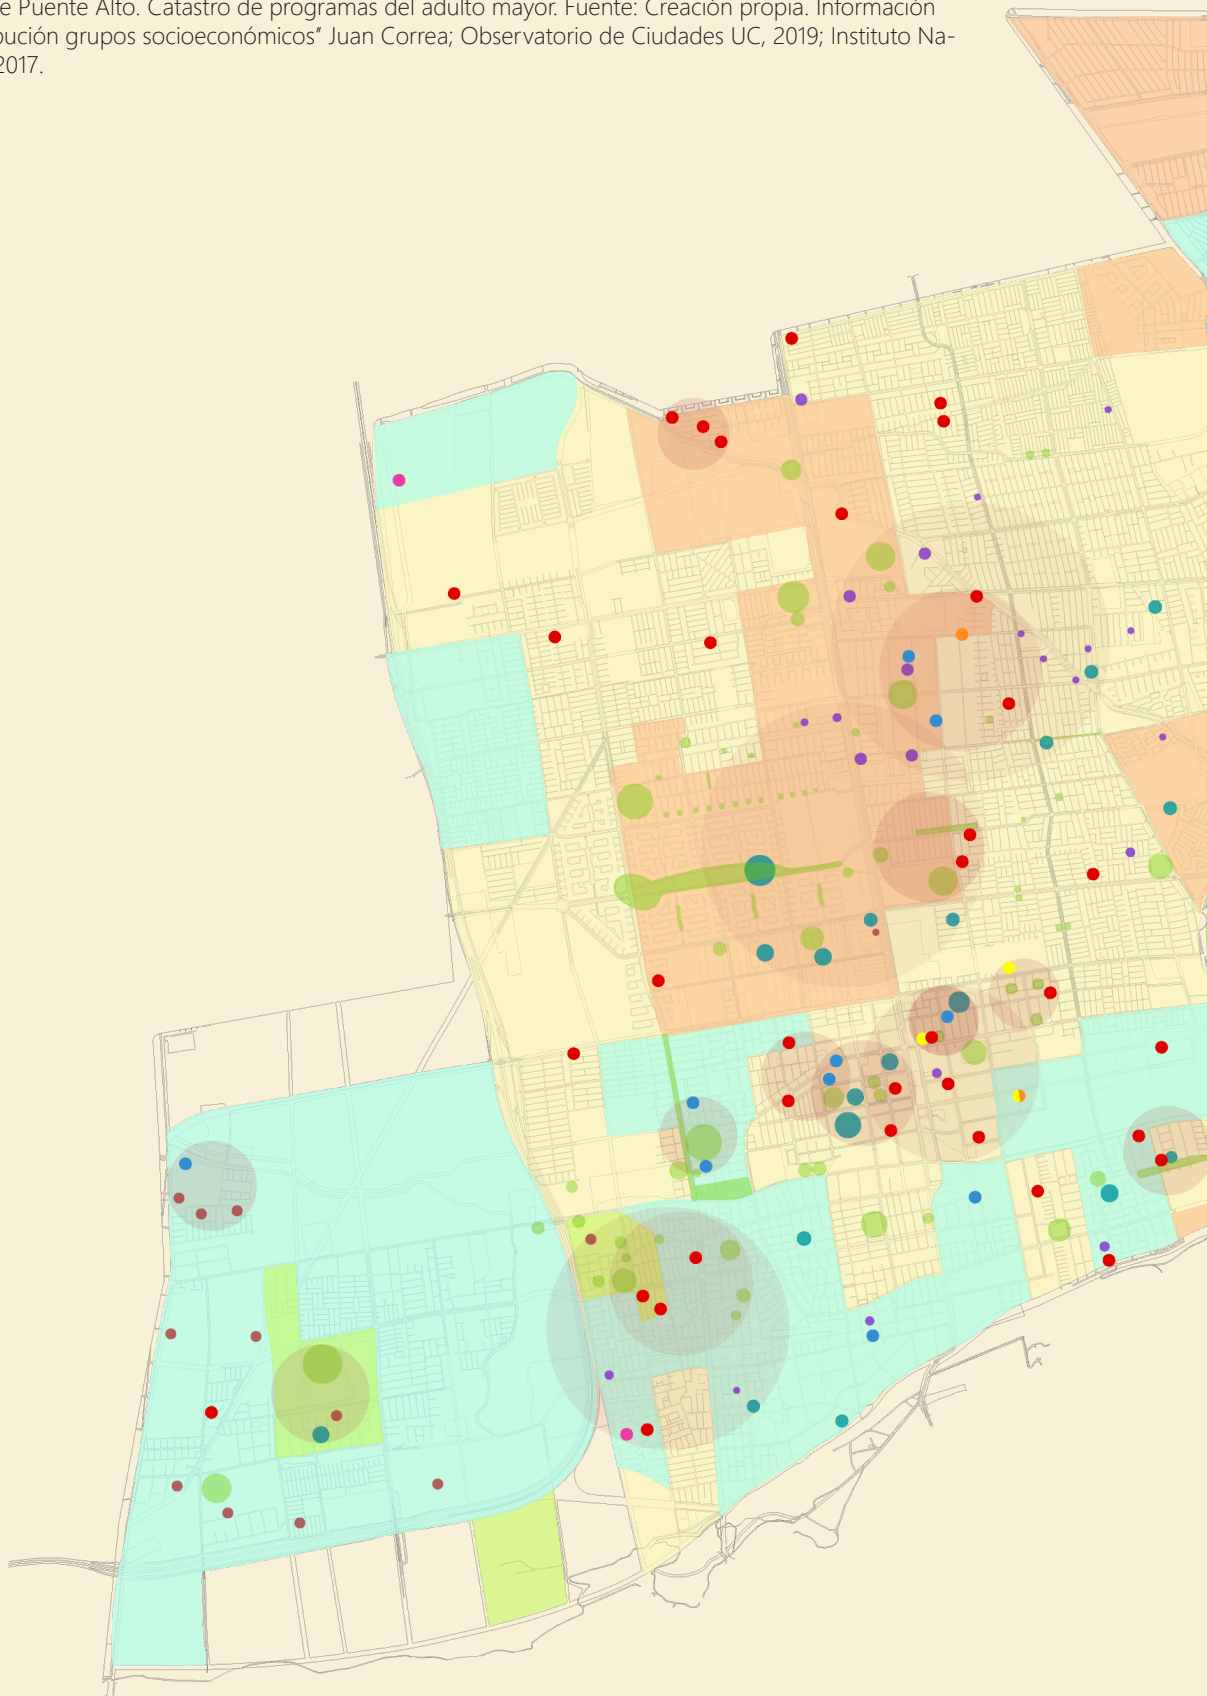 e Puente Alto. Catastro de programas del adulto mayor. Fuente: Creación propia. Información
bución grupos socioeconómicos” Juan Correa; Observatorio de Ciudades UC, 2019; Instituto Na-
2017.